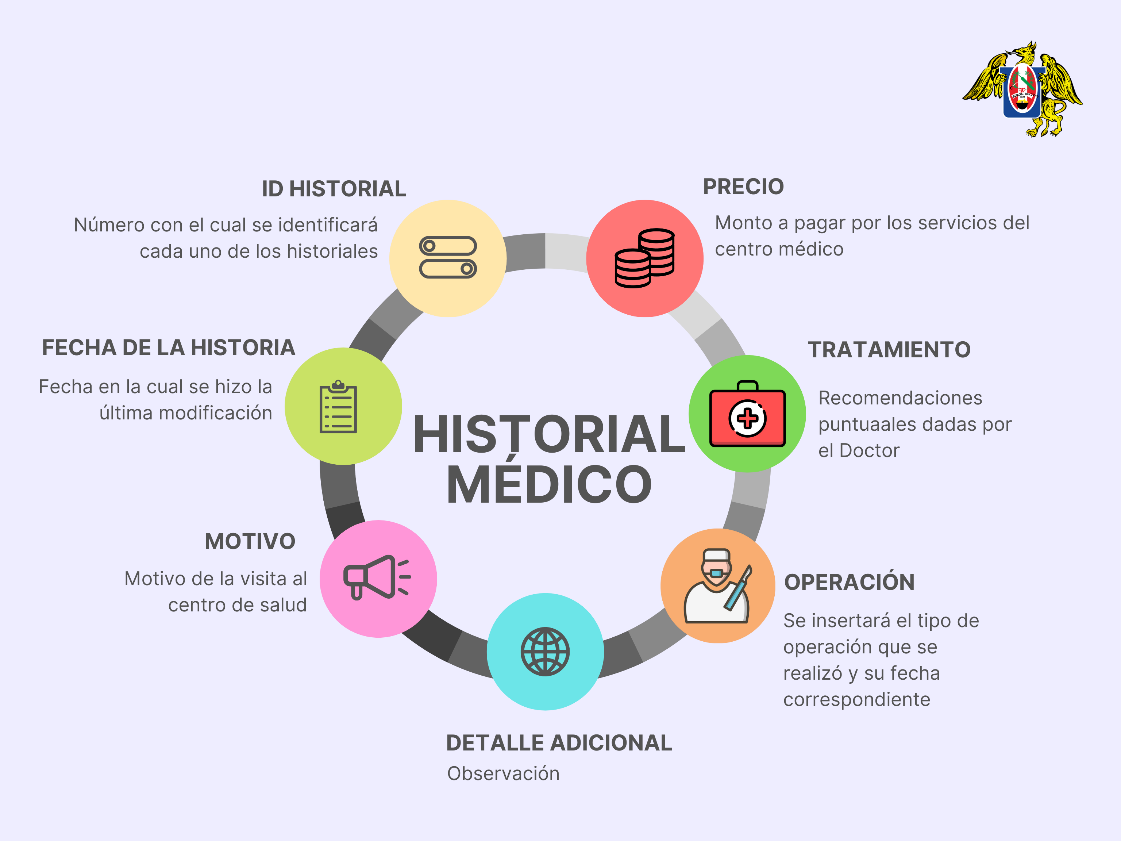 ID HISTORIAL
Número con el cual se identificará
cada uno de los historiales
PRECIO
Monto a pagar por los servicios del
centro médico
FECHA DE LA HISTORIA
Fecha en la cual se hizo la
última modificación
TRATAMIENTO
Recomendaciones
puntuaales dadas por
el Doctor
HISTORIAL
MÉDICO
MOTIVO
Motivo de la visita al
centro de salud
OPERACIÓN
Se insertará el tipo de
operación que se
realizó y su fecha
correspondiente
DETALLE ADICIONAL
Observación